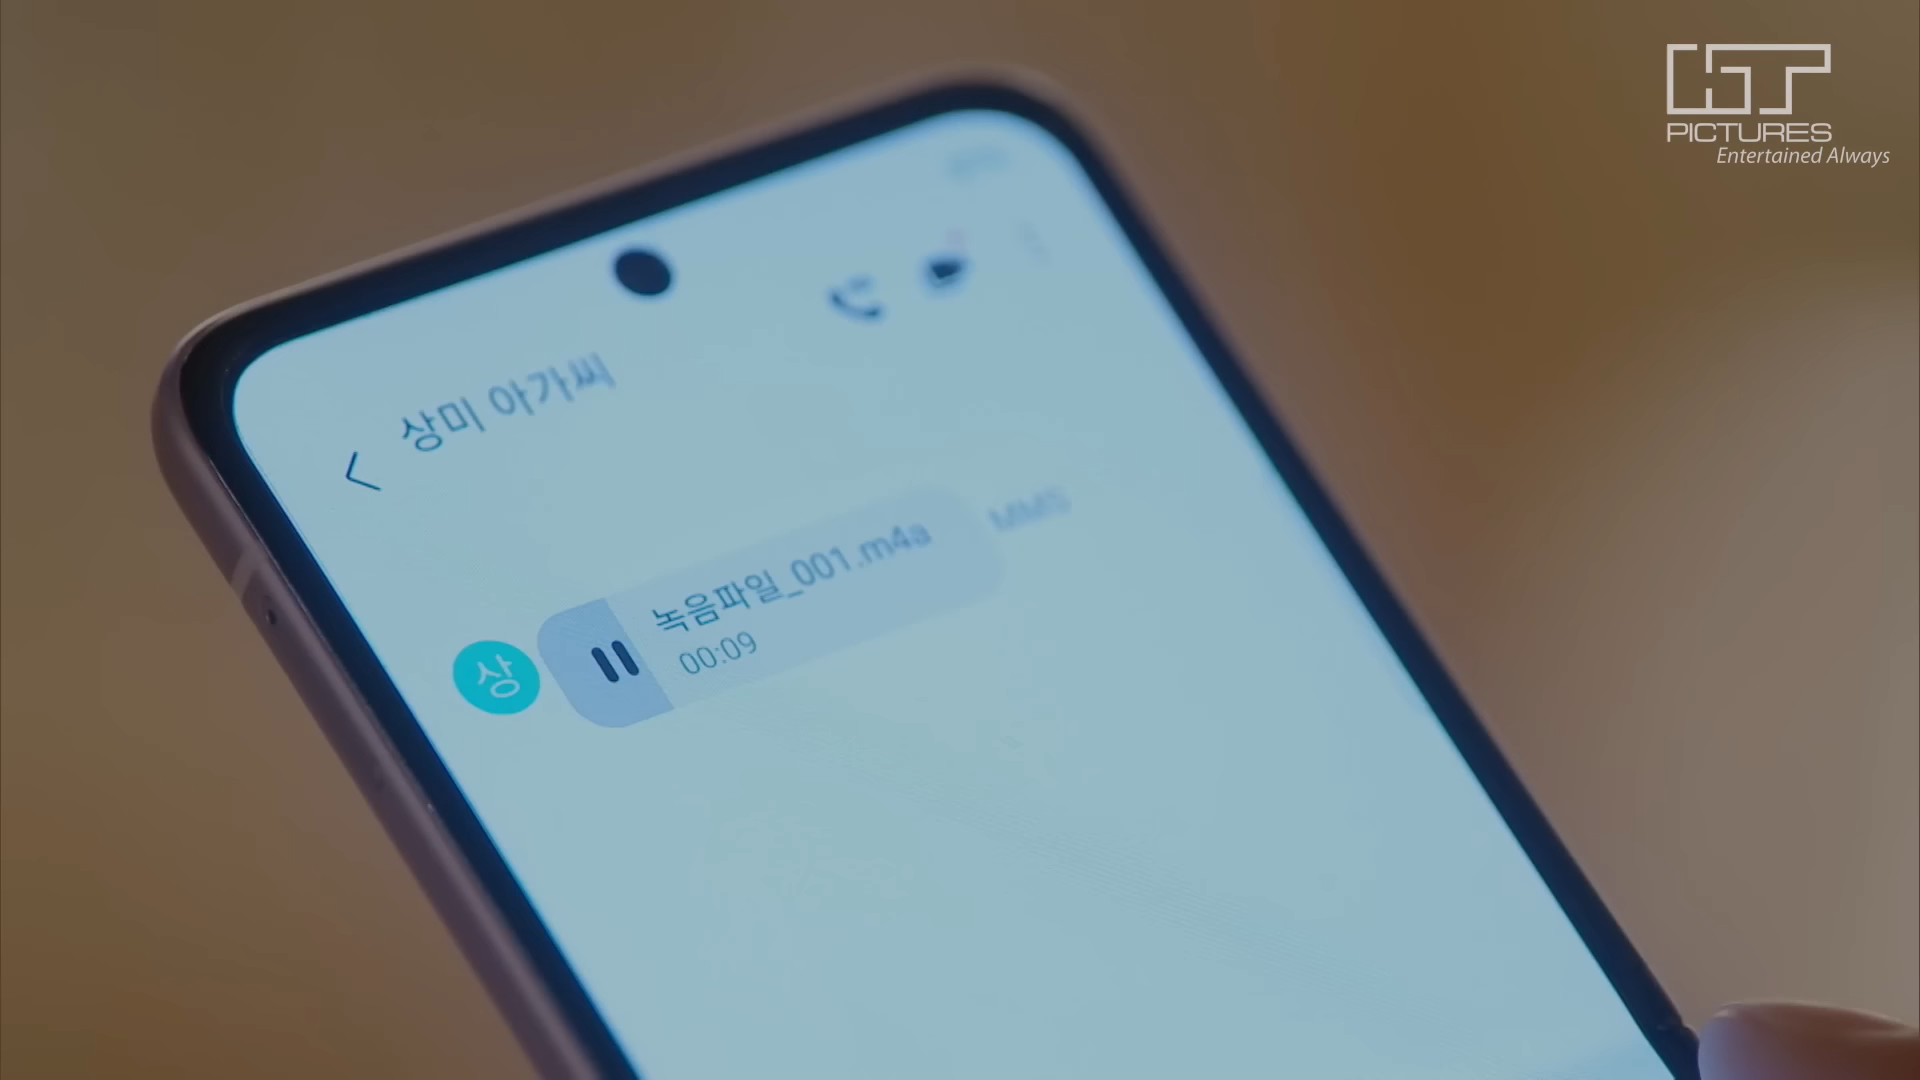 HT
PICTURES
Entertained Always
상미 아가씨
녹음파일_001.m4a
MMS
00:09
상